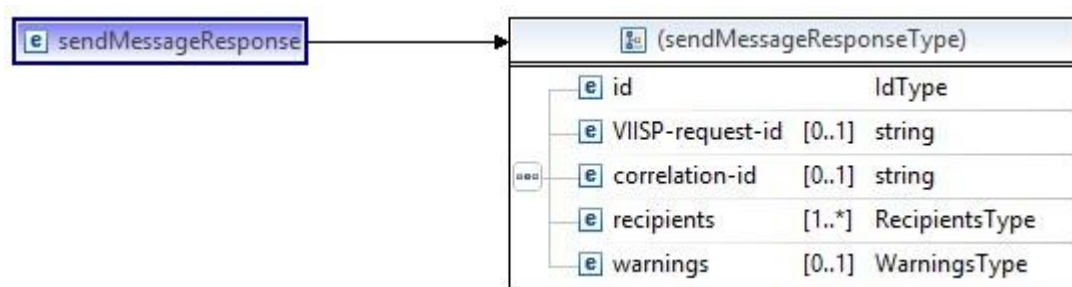 e sendMessageResponse
(sendMessageResponseType)
e id IdType
e VIISP-request-id [0..1] string
e correlation-id [0..1] string
e recipients [1..*] RecipientsType
e warnings [0..1] WarningsType